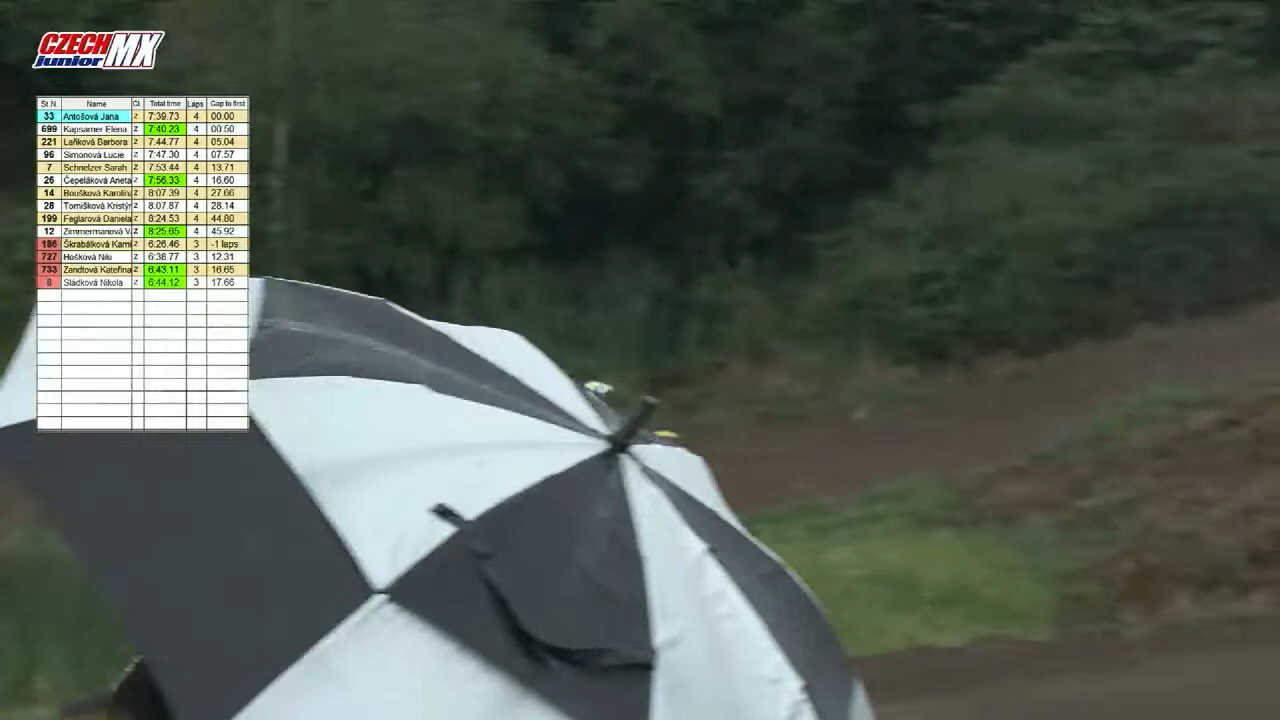 CZECH MX
junior
St.N. Name Cl Total time Laps Gap to first
33 Antošová Jana z 7:39.73 4 00.00
699 Kapsamer Elena z 7:40.23 4 00.50
221 Laňková Barbora z 7:44.77 4 05.04
96 Simonová Lucie z 7:47.30 4 07.57
7 Schnelzer Sarah z 7:53.44 4 13.71
26 Čepeláková Aneta z 7:56.33 4 16.60
14 Boušková Karolína z 8:07.39 4 27.66
28 Tomišková Kristýn z 8:07.87 4 28.14
199 Feglarová Daniela z 8:24.53 4 44.80
12 Zimmermanová V z 8:25.65 4 45.92
186 Škrabálková Kami z 6:26.46 3 -1 laps
727 Hošková Niki z 6:38.77 3 12.31
733 Zandtová Kateřina z 6:43.11 3 16.65
8 Sládková Nikola z 6:44.12 3 17.66